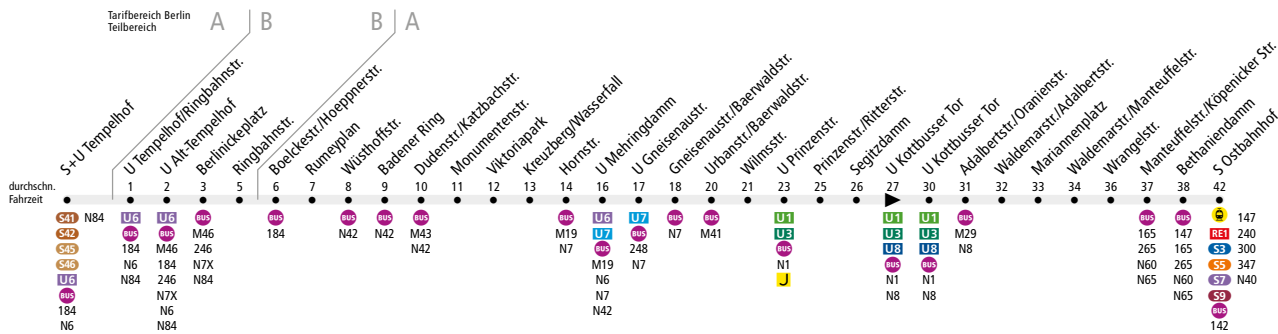 Tarifbereich Berlin
Teilbereich
A B
B A
S+U Tempelhof
U Tempelhof/Ringbahnstr.
U Alt-Tempelhof
Berlinickeplatz
Ringbahnstr.
Boelckestr./Hoeppnerstr.
Rumeyplan
Wüsthoffstr.
Badener Ring
Dudenstr./Katzbachstr.
Monumentenstr.
Viktoriapark
Kreuzberg/Wasserfall
Hornstr.
U Mehringdamm
U Gneisenaustr.
Gneisenaustr./Baerwaldstr.
Urbanstr./Baerwaldstr.
Wilmsstr.
U Prinzenstr.
Prinzenstr./Ritterstr.
Segitzdamm
U Kottbusser Tor
U Kottbusser Tor
Adalbertstr./Oranienstr.
Waldemarstr./Adalbertstr.
Mariannenplatz
Waldemarstr./Manteuffelstr.
Wrangelstr.
Manteuffelstr./Köpenicker Str.
Bethaniendamm
S Ostbahnhof
durchschn.
Fahrzeit
1 2 3 5 6 7 8 9 10 11 12 13 14 16 17 18 20 21 23 25 26 27 30 31 32 33 34 36 37 38 42
S41 N84
S42
S45
S46
U6
BUS
184
N6
U6
BUS
184
N6
N84
U6
BUS
M46
184
246
N7X
N6
N84
BUS
M46
246
N7X
N84
BUS
184
BUS
N42
BUS
N42
BUS
M43
N42
BUS
M19
N7
U6
U7
BUS
M19
N6
N7
N42
U7
BUS
248
N7
BUS
N7
BUS
M41
U1
U3
BUS
N1
J
U1
U3
U8
BUS
N1
N8
U1
U3
U8
BUS
N1
N8
BUS
M29
N8
BUS
165
265
N60
N65
BUS
147
165
265
N60
N65
147
RE1 240
S3 300
S5 347
S7 N40
S9
BUS
142